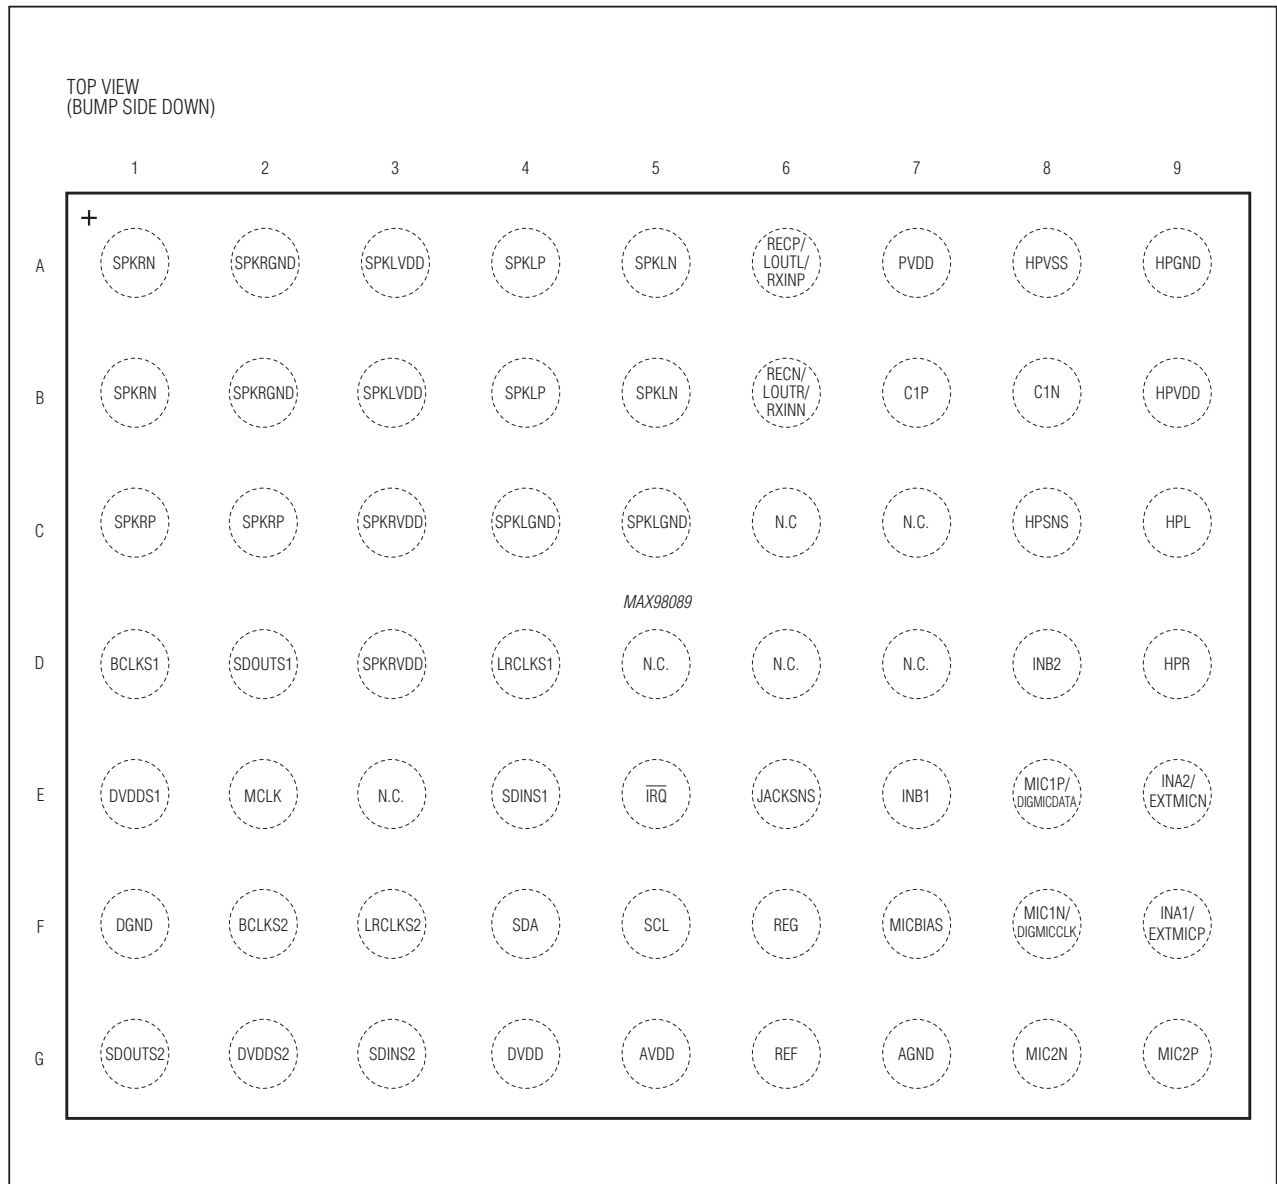 TOP VIEW
(BUMP SIDE DOWN)
1 2 3 4 5 6 7 8 9
A SPKRN SPKRGND SPKLVDD SPKLP SPKLN RECP/ LOUTL/ RXINP PVDD HPVSS HPGND
B SPKRN SPKRGND SPKLVDD SPKLP SPKLN RECN/ LOUTR/ RXINN C1P C1N HPVDD
C SPKRP SPKRP SPKRVDD SPKLGND SPKLGND N.C N.C. HPSNS HPL
MAX98089
D BCLKS1 SDOUTS1 SPKRVDD LRCLKS1 N.C. N.C. N.C. INB2 HPR
E DVDDS1 MCLK N.C. SDINS1 I̅R̅Q̅ JACKSNS INB1 MIC1P/ DIGMICDATA INA2/ EXTMICN
F DGND BCLKS2 LRCLKS2 SDA SCL REG MICBIAS MIC1N/ DIGMICCLK INA1/ EXTMICP
G SDOUTS2 DVDDS2 SDINS2 DVDD AVDD REF AGND MIC2N MIC2P